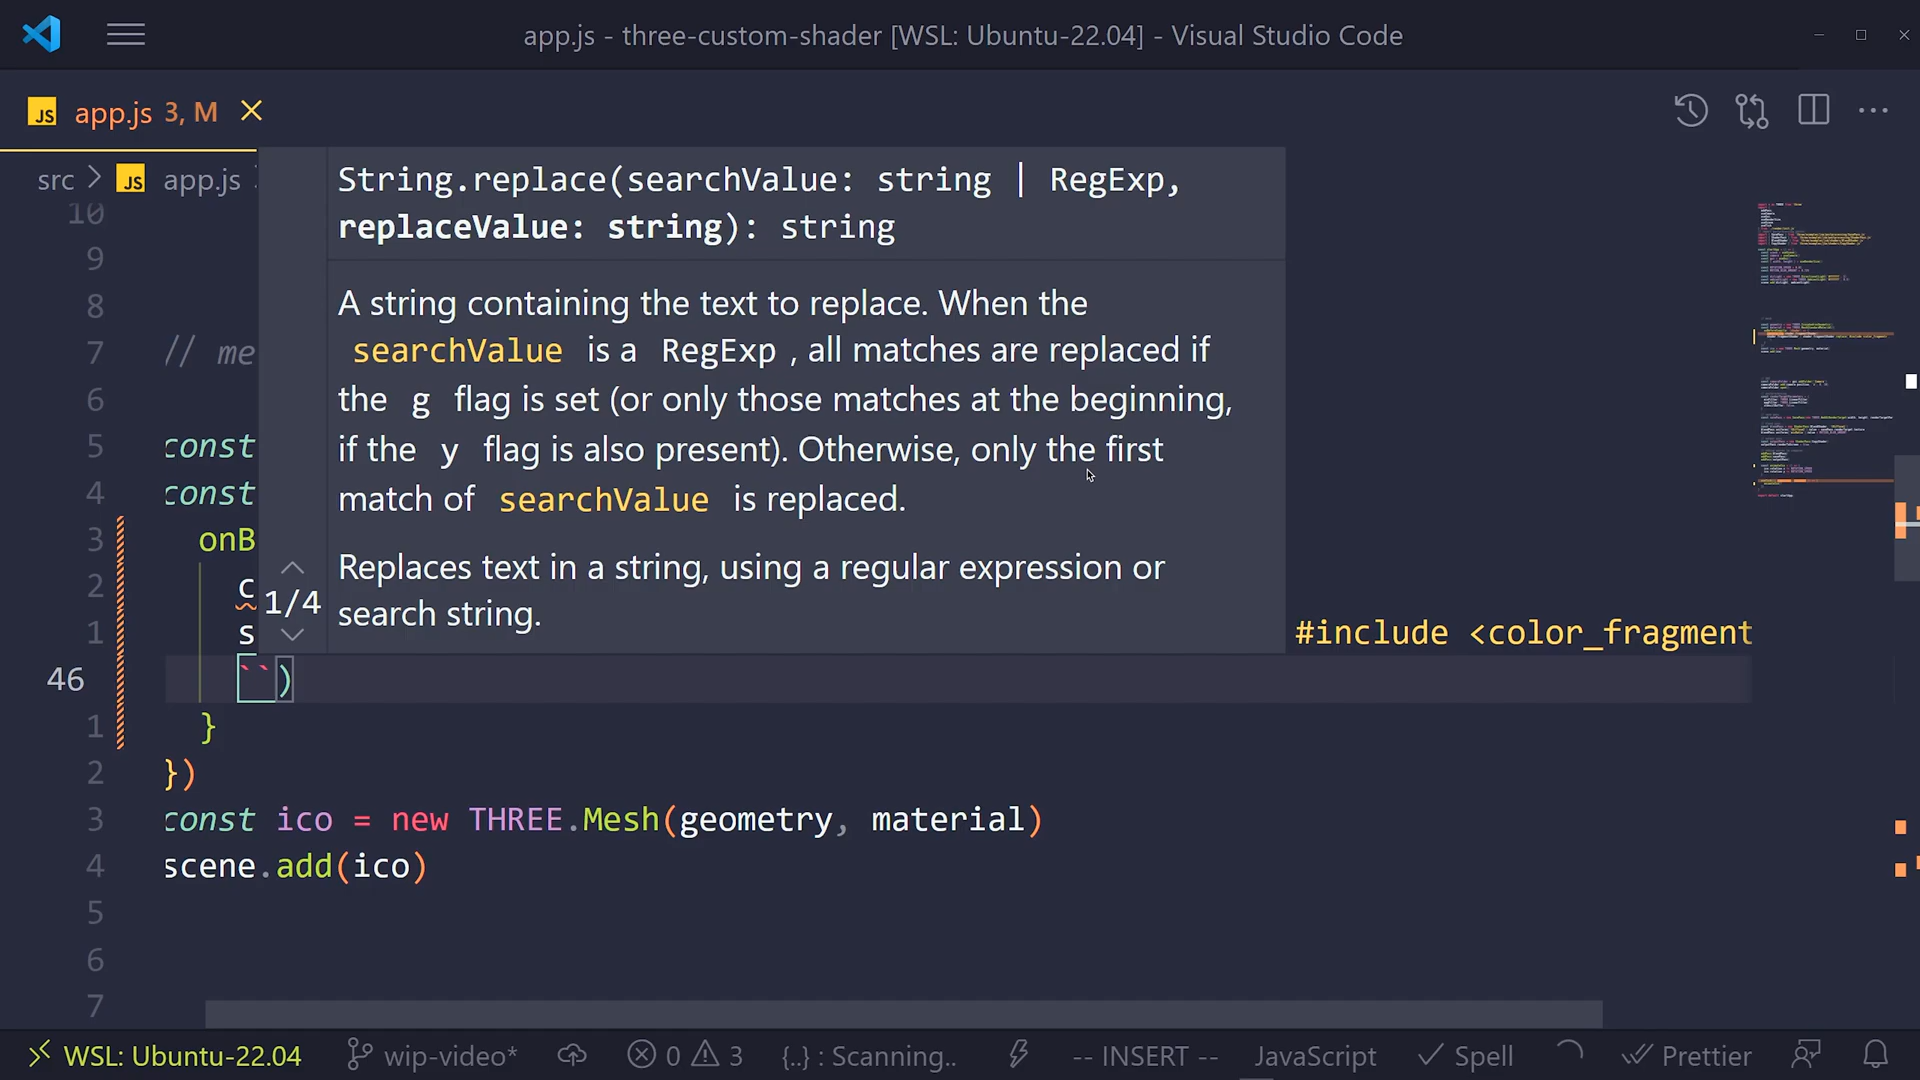 app.js - three-custom-shader [WSL: Ubuntu-22.04] - Visual Studio Code
JS app.js 3, M
src > JS app.js
String.replace(searchValue: string | RegExp,
replaceValue: string): string
A string containing the text to replace. When the
searchValue is a RegExp , all matches are replaced if
the g flag is set (or only those matches at the beginning,
if the y flag is also present). Otherwise, only the first
match of searchValue is replaced.
Replaces text in a string, using a regular expression or
search string.
1/4
10
9
8
7 // me
6
5 const
4 const
3 onB
2 c
1 s #include <color_fragment
46 ``)
1 }
2 })
3 const ico = new THREE.Mesh(geometry, material)
4 scene.add(ico)
5
6
7
WSL: Ubuntu-22.04 wip-video* 0 3 {..} : Scanning.. -- INSERT -- JavaScript Spell Prettier